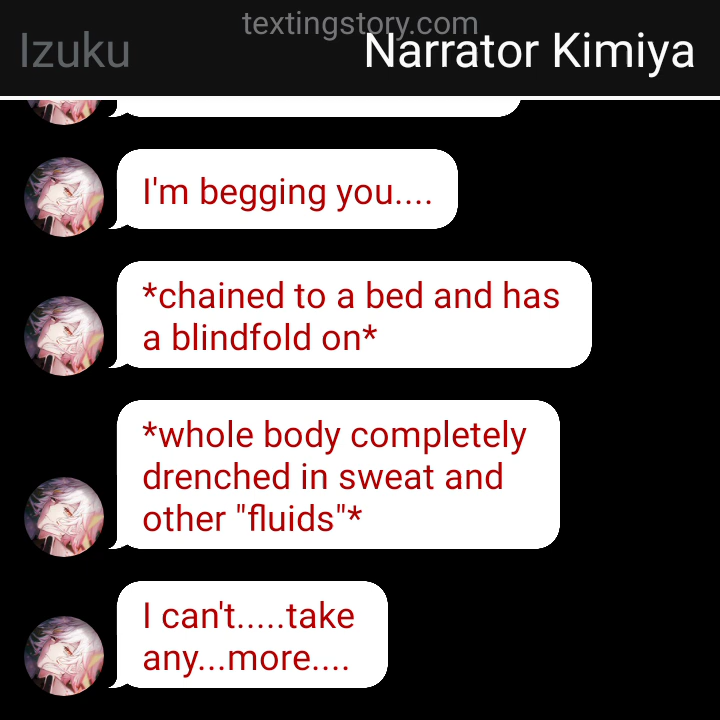 textingstory.com
Izuku
Narrator Kimiya
I'm begging you....
*chained to a bed and has
a blindfold on*
*whole body completely
drenched in sweat and
other "fluids"*
I can't.....take
any...more....